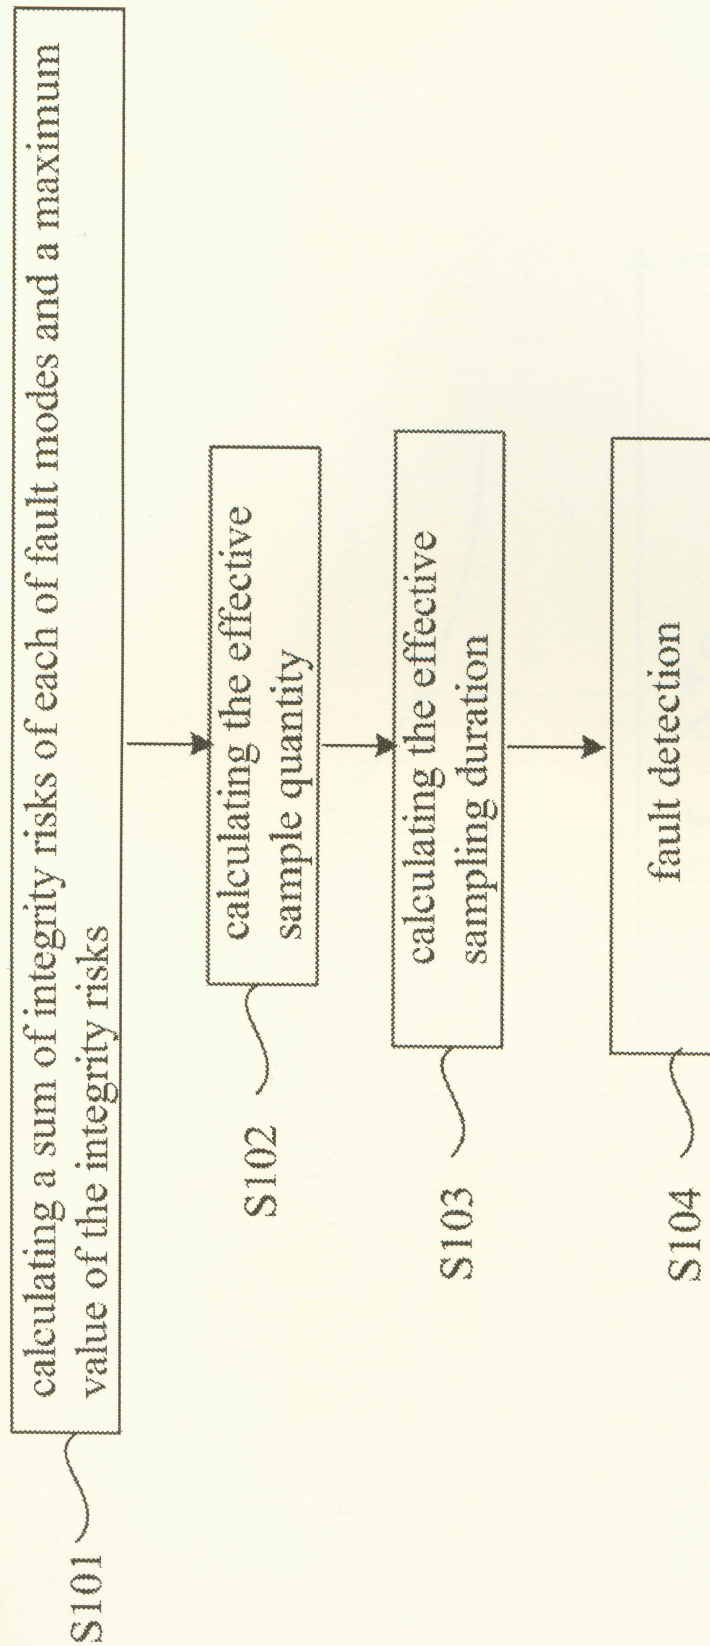 calculating a sum of integrity risks of each of fault modes and a maximum
value of the integrity risks
S101
calculating the effective
sample quantity
S102
calculating the effective
sampling duration
S103
fault detection
S104